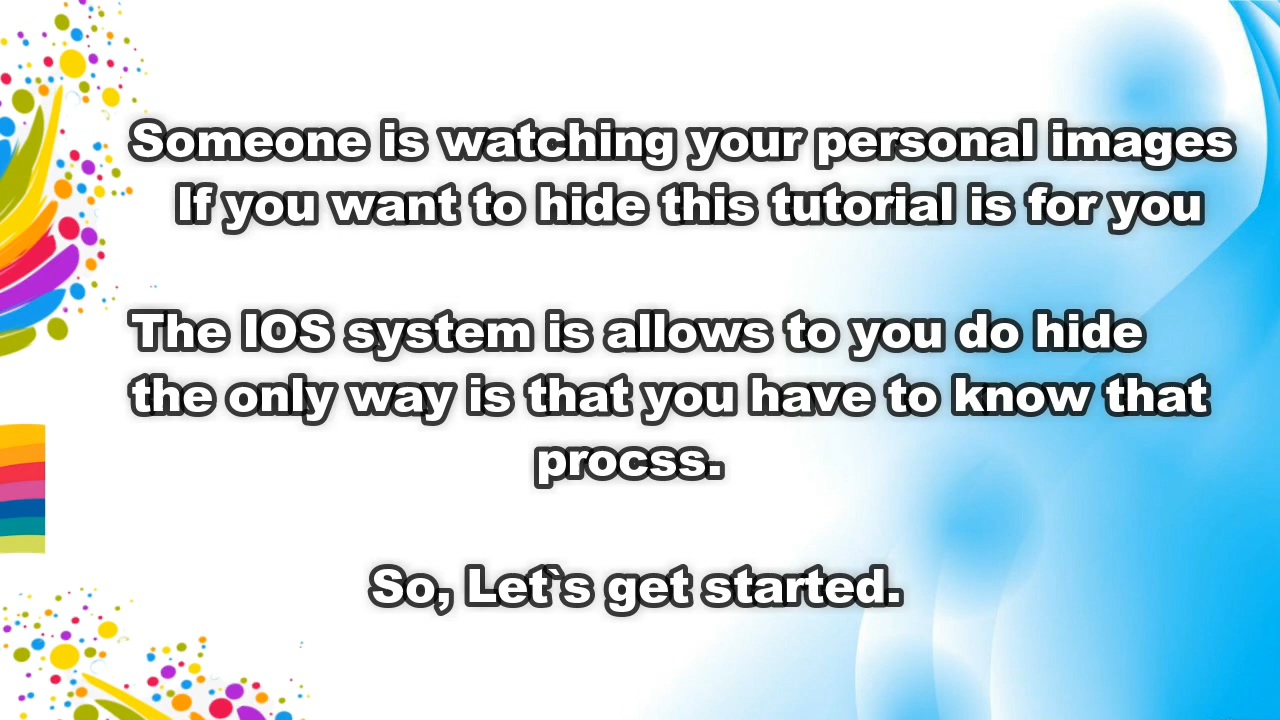 Someone is watching your personal images
If you want to hide this tutorial is for you
The IOS system is allows to you do hide
the only way is that you have to know that
procss.
So, Let`s get started.